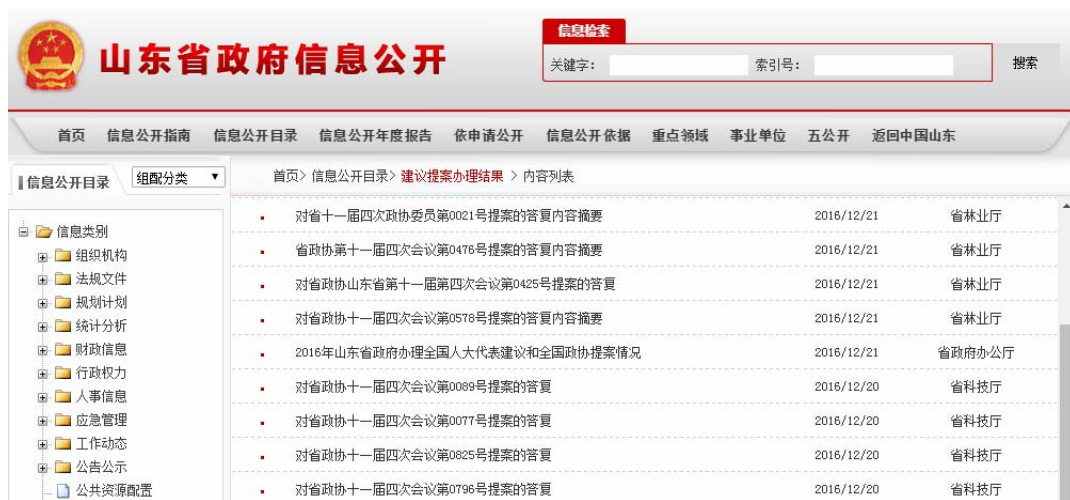 信息检索
山东省政府信息公开
关健字： 索引号： 搜索
首页 信息公开指南 信息公开目录 信息公开年度报告 依申请公开 信息公开依据 重点领域 事业单位 五公开 返回中国山东
信息公开目录 组配分类 首页> 信息公开目录> 建议提案办理结果 > 内容列表
信息类别
组织机构
法规文件
规划计划
统计分析
财政信息
行政权力
人事信息
应急管理
工作动态
公告公示
公共资源配置
对省十一届四次政协委员第0021号提案的答复内容摘要 2016/12/21 省林业厅
省政协第十一届四次会议第0476号提案的答复内容摘要 2016/12/21 省林业厅
对省政协山东省第十一届第四次会议第0425号提案的答复 2016/12/21 省林业厅
对省政协十一届四次会议第0578号提案的答复内容摘要 2016/12/21 省林业厅
2016年山东省政府办理全国人大代表建议和全国政协提案情况 2016/12/21 省政府办公厅
对省政协十一届四次会议第0089号提案的答复 2016/12/20 省科技厅
对省政协十一届四次会议第0077号提案的答复 2016/12/20 省科技厅
对省政协十一届四次会议第0825号提案的答复 2016/12/20 省科技厅
对省政协十一届四次会议第0796号提案的答复 2016/12/20 省科技厅